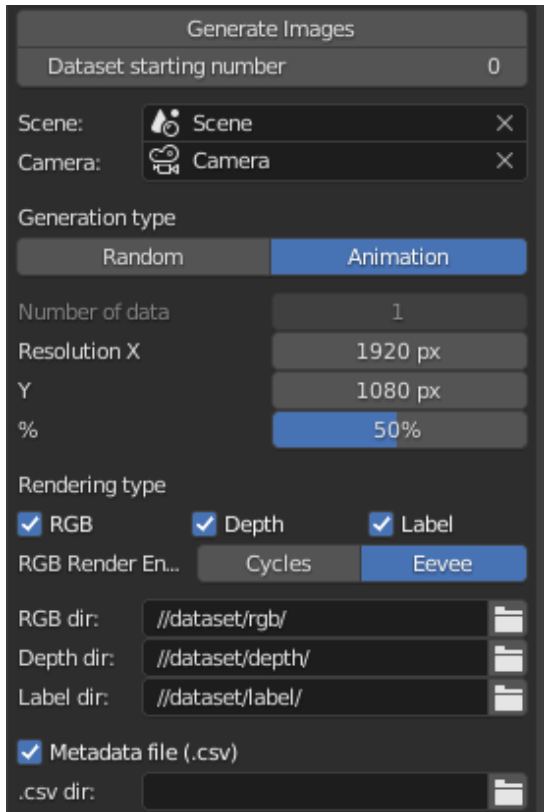 Generate Images
Dataset starting number 0
Scene: Scene
Camera: Camera
Generation type
Random Animation
Number of data 1
Resolution X 1920 px
Y 1080 px
% 50%
Rendering type
RGB Depth Label
RGB Render En... Cycles Eevee
RGB dir: //dataset/rgb/
Depth dir: //dataset/depth/
Label dir: //dataset/label/
Metadata file (.csv)
.csv dir: